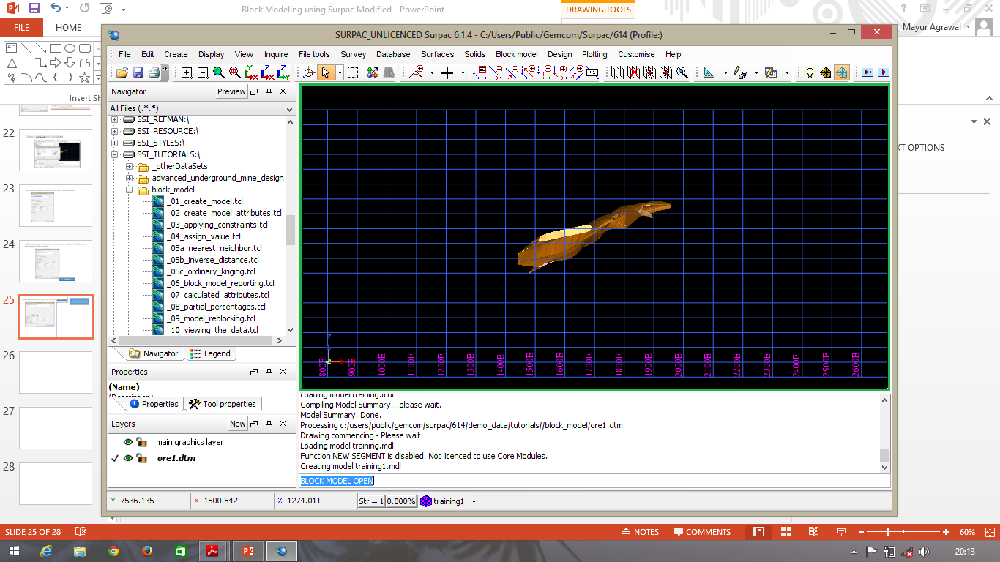 Block Modeling using Surpac Modified - PowerPoint
DRAWING TOOLS
FILE
HOME
Mayur Agrawal
Insert Sh
SURPAC_UNLICENCED Surpac 6.1.4 - C:/Users/Public/Gemcom/Surpac/614 (Profile:)
File Edit Create Display View Inquire File tools Survey Database Surfaces Solids Block model Design Plotting Customise Help
Navigator
Preview
All Files (.*.*)
SSI_REFMAN:\
SSI_RESOURCE:\
SSI_STYLES:\
SSI_TUTORIALS:\
_otherDataSets
advanced_underground_mine_design
block_model
_01_create_model.tcl
_02_create_model_attributes.tcl
_03_applying_constraints.tcl
_04_assign_value.tcl
_05a_nearest_neighbor.tcl
_05b_inverse_distance.tcl
_05c_ordinary_kriging.tcl
_06_block_model_reporting.tcl
_07_calculated_attributes.tcl
_08_partial_percentages.tcl
_09_model_reblocking.tcl
_10_viewing_the_data.tcl
Navigator
Legend
Properties
(Name)
Properties
Tool properties
Layers
New
main graphics layer
ore1.dtm
Z
800E 900E 1000E 1100E 1200E 1300E 1400E 1500E 1600E 1700E 1800E 1900E 2000E 2100E 2200E 2300E 2400E 2500E 2600E
Loading model training.mdl
Compiling Model Summary...please wait.
Model Summary. Done.
Processing c:/users/public/gemcom/surpac/614/demo_data/tutorials//block_model/ore1.dtm
Drawing commencing - Please wait
Loading model training.mdl
Function NEW SEGMENT is disabled. Not licenced to use Core Modules.
Creating model training1.mdl
BLOCK MODEL OPEN
Y 7536.135
X 1500.542
Z 1274.011
Str = 1
0.000%
training1
22
23
24
25
26
27
28
XT OPTIONS
SLIDE 25 OF 28
NOTES
COMMENTS
60%
20:13